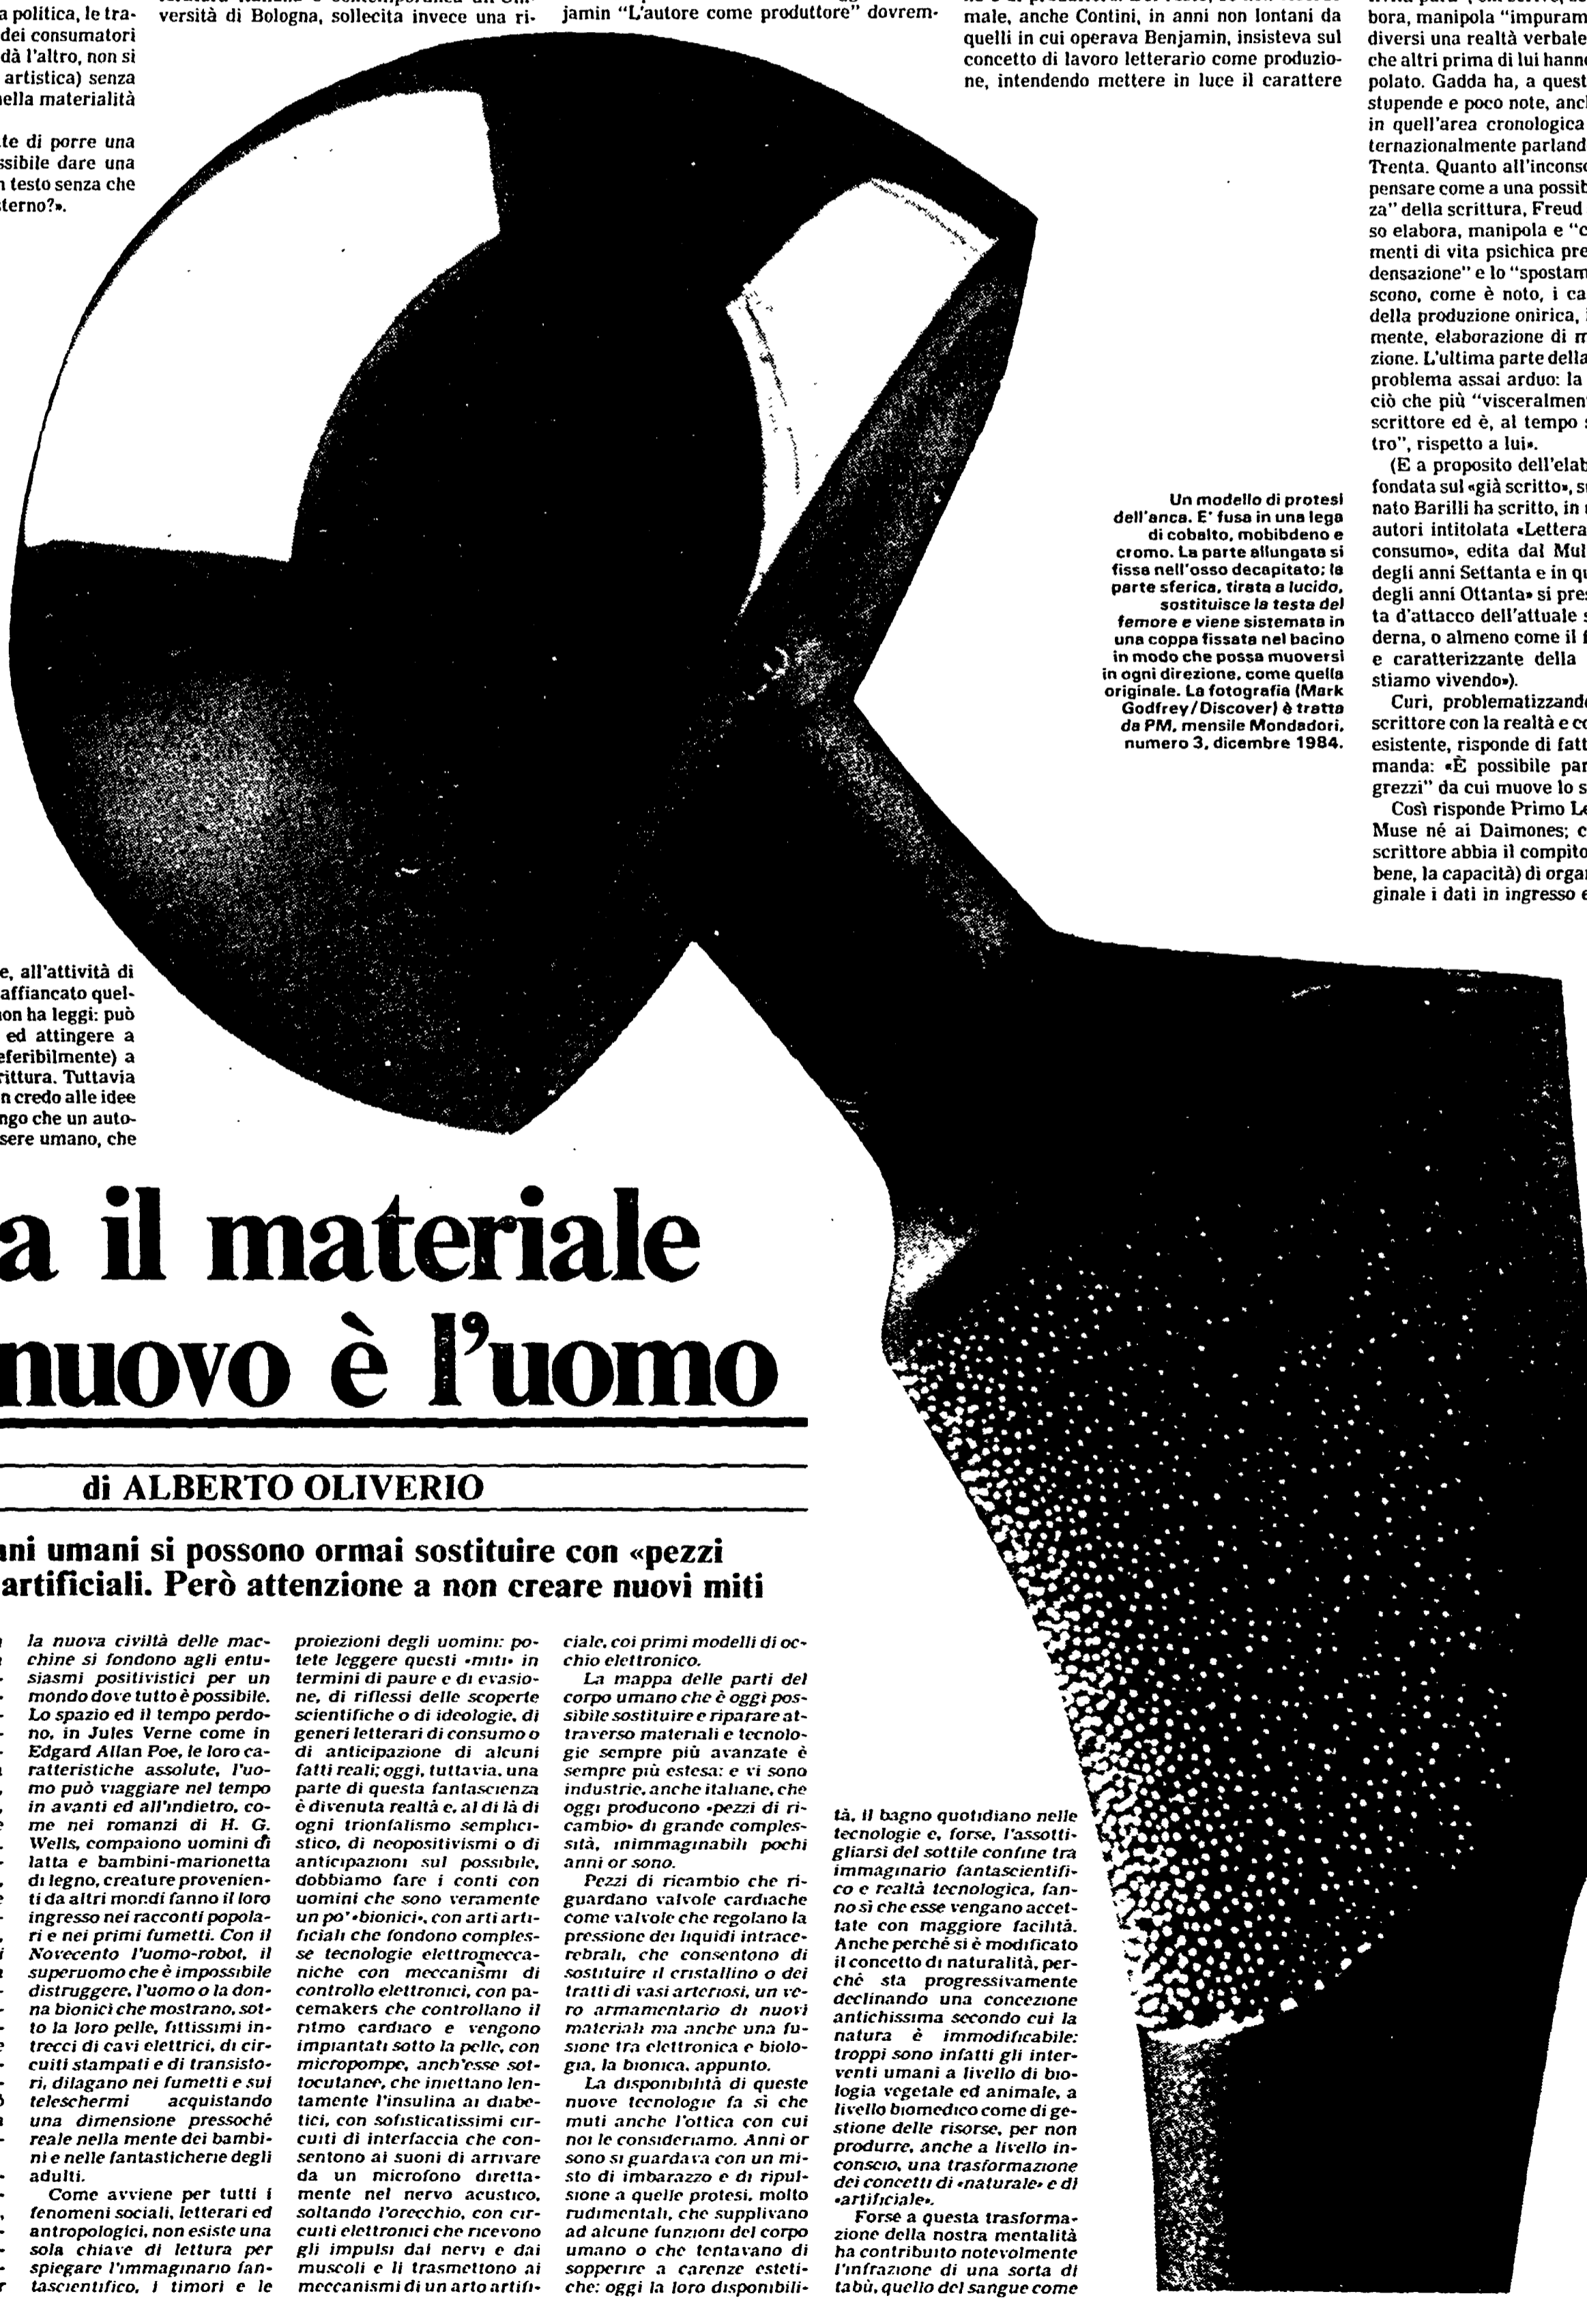 a politica, le tra-
dei consumatori
dà l'altro, non si
artistica) senza
nella materialità
te di porre una
ssibile dare una
n testo senza che
sterno?».
versità di Bologna, sollecita invece una ri-
jamin "L'autore come produttore" dovrem-
male, anche Contini, in anni non lontani da
quelli in cui operava Benjamin, insisteva sul
concetto di lavoro letterario come produzio-
ne, intendendo mettere in luce il carattere
bora, manipola "impuram
diversi una realtà verbale
che altri prima di lui hanno
polato. Gadda ha, a quest
stupende e poco note, anch
in quell'area cronologica
ternazionalmente parland
Trenta. Quanto all'inconsc
pensare come a una possib
za" della scrittura, Freud
so elabora, manipola e "c
menti di vita psichica pre
densazione" e lo "spostam
scono, come è noto, i ca
della produzione onirica, i
mente, elaborazione di m
zione. L'ultima parte della
problema assai arduo: la
ciò che più "visceralmen
scrittore ed è, al tempo s
tro", rispetto a lui».
(E a proposito dell'elab
fondata sul «già scritto», s
nato Barilli ha scritto, in
autori intitolata «Lettera
consumo», edita dal Mul
degli anni Settanta e in qu
degli anni Ottanta» si pres
ta d'attacco dell'attuale s
derna, o almeno come il f
e caratterizzante della
stiamo vivendo»).
Curi, problematizzando
scrittore con la realtà e co
esistente, risponde di fatt
manda: «È possibile par
grezzi" da cui muove lo s
Così risponde Primo Le
Muse né ai Daimones; c
scrittore abbia il compito
bene, la capacità) di orga
ginale i dati in ingresso e
Un modello di protesi
dell'anca. E' fusa in una lega
di cobalto, mobibdeno e
cromo. La parte allungata si
fissa nell'osso decapitato; la
parte sferica, tirata a lucido,
sostituisce la testa del
femore e viene sistemata in
una coppa fissata nel bacino
in modo che possa muoversi
in ogni direzione, come quella
originale. La fotografia (Mark
Godfrey/Discover) è tratta
da PM, mensile Mondadori,
numero 3, dicembre 1984.
e, all'attività di
affiancato quel-
non ha leggi: può
ed attingere a
eferibilmente) a
rittura. Tuttavia
n credo alle idee
ngo che un auto-
sere umano, che
a il materiale
nuovo è l'uomo
di ALBERTO OLIVERIO
ani umani si possono ormai sostituire con «pezzi
artificiali. Però attenzione a non creare nuovi miti
la nuova civiltà delle mac-
chine si fondono agli entu-
siasmi positivistici per un
mondo dove tutto è possibile.
Lo spazio ed il tempo perdo-
no, in Jules Verne come in
Edgard Allan Poe, le loro ca-
ratteristiche assolute, l'uo-
mo può viaggiare nel tempo
in avanti ed all'indietro, co-
me nei romanzi di H. G.
Wells, compaiono uomini di
latta e bambini-marionetta
di legno, creature provenien-
ti da altri mondi fanno il loro
ingresso nei racconti popola-
ri e nei primi fumetti. Con il
Novecento l'uomo-robot, il
superuomo che è impossibile
distruggere, l'uomo o la don-
na bionici che mostrano, sot-
to la loro pelle, fittissimi in-
trecci di cavi elettrici, di cir-
cuiti stampati e di transisto-
ri, dilagano nei fumetti e sui
teleschermi acquistando
una dimensione pressoché
reale nella mente dei bambi-
ni e nelle fantasticherie degli
adulti.
Come avviene per tutti i
fenomeni sociali, letterari ed
antropologici, non esiste una
sola chiave di lettura per
spiegare l'immaginario fan-
tascientifico, i timori e le
proiezioni degli uomini: po-
tete leggere questi «miti» in
termini di paure e di evasio-
ne, di riflessi delle scoperte
scientifiche o di ideologie, di
generi letterari di consumo o
di anticipazione di alcuni
fatti reali; oggi, tuttavia, una
parte di questa fantascienza
è divenuta realtà e, al di là di
ogni trionfalismo semplici-
stico, di neopositivismi o di
anticipazioni sul possibile,
dobbiamo fare i conti con
uomini che sono veramente
un po' «bionici», con arti arti-
ficiali che fondono comples-
se tecnologie elettromecca-
niche con meccanismi di
controllo elettronici, con pa-
cemakers che controllano il
ritmo cardiaco e vengono
impiantati sotto la pelle, con
micropompe, anch'esse sot-
tocutanee, che iniettano len-
tamente l'insulina ai diabe-
tici, con sofisticatissimi cir-
cuiti di interfaccia che con-
sentono ai suoni di arrivare
da un microfono diretta-
mente nel nervo acustico,
soltando l'orecchio, con cir-
cuiti elettronici che ricevono
gli impulsi dai nervi e dai
muscoli e li trasmettono ai
meccanismi di un arto artifi-
ciale, coi primi modelli di oc-
chio elettronico.
La mappa delle parti del
corpo umano che è oggi pos-
sibile sostituire e riparare at-
traverso materiali e tecnolo-
gie sempre più avanzate è
sempre più estesa: e vi sono
industrie, anche italiane, che
oggi producono «pezzi di ri-
cambio» di grande comples-
sità, inimmaginabili pochi
anni or sono.
Pezzi di ricambio che ri-
guardano valvole cardiache
come valvole che regolano la
pressione dei liquidi intrace-
rebrali, che consentono di
sostituire il cristallino o dei
tratti di vasi arteriosi, un ve-
ro armamentario di nuovi
materiali ma anche una fu-
sione tra elettronica e biolo-
gia, la bionica, appunto.
La disponibilità di queste
nuove tecnologie fa sì che
muti anche l'ottica con cui
noi le consideriamo. Anni or
sono si guardava con un mi-
sto di imbarazzo e di ripul-
sione a quelle protesi, molto
rudimentali, che supplivano
ad alcune funzioni del corpo
umano o che tentavano di
sopperire a carenze esteti-
che: oggi la loro disponibili-
tà, il bagno quotidiano nelle
tecnologie e, forse, l'assotti-
gliarsi del sottile confine tra
immaginario fantascientifi-
co e realtà tecnologica, fan-
no sì che esse vengano accet-
tate con maggiore facilità.
Anche perché si è modificato
il concetto di naturalità, per-
ché sta progressivamente
declinando una concezione
antichissima secondo cui la
natura è immodificabile:
troppi sono infatti gli inter-
venti umani a livello di bio-
logia vegetale ed animale, a
livello biomedico come di ge-
stione delle risorse, per non
produrre, anche a livello in-
conscio, una trasformazione
dei concetti di «naturale» e di
«artificiale».
Forse a questa trasforma-
zione della nostra mentalità
ha contribuito notevolmente
l'infrazione di una sorta di
tabù, quello del sangue come